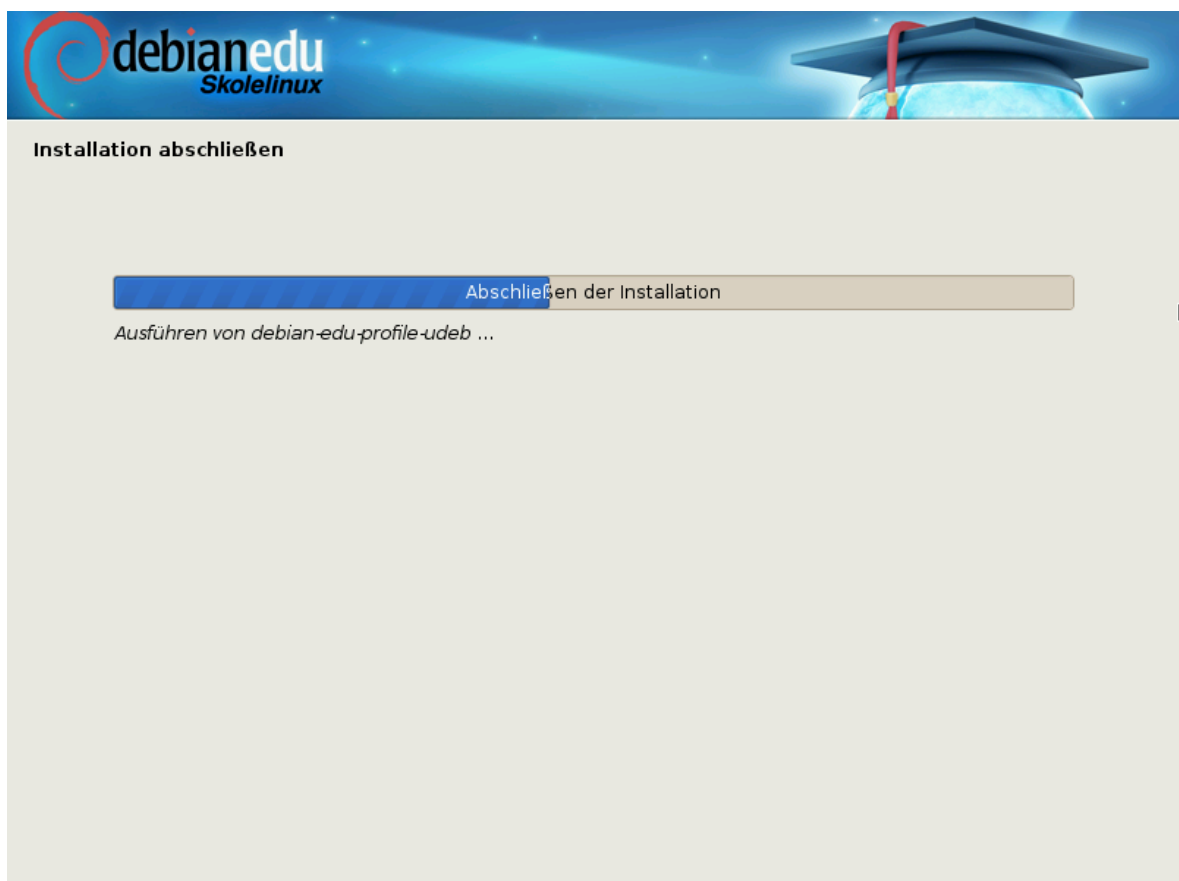 debianedu
Skolelinux
Installation abschließen
Abschließen der Installation
Ausführen von debian-edu-profile-udeb ...